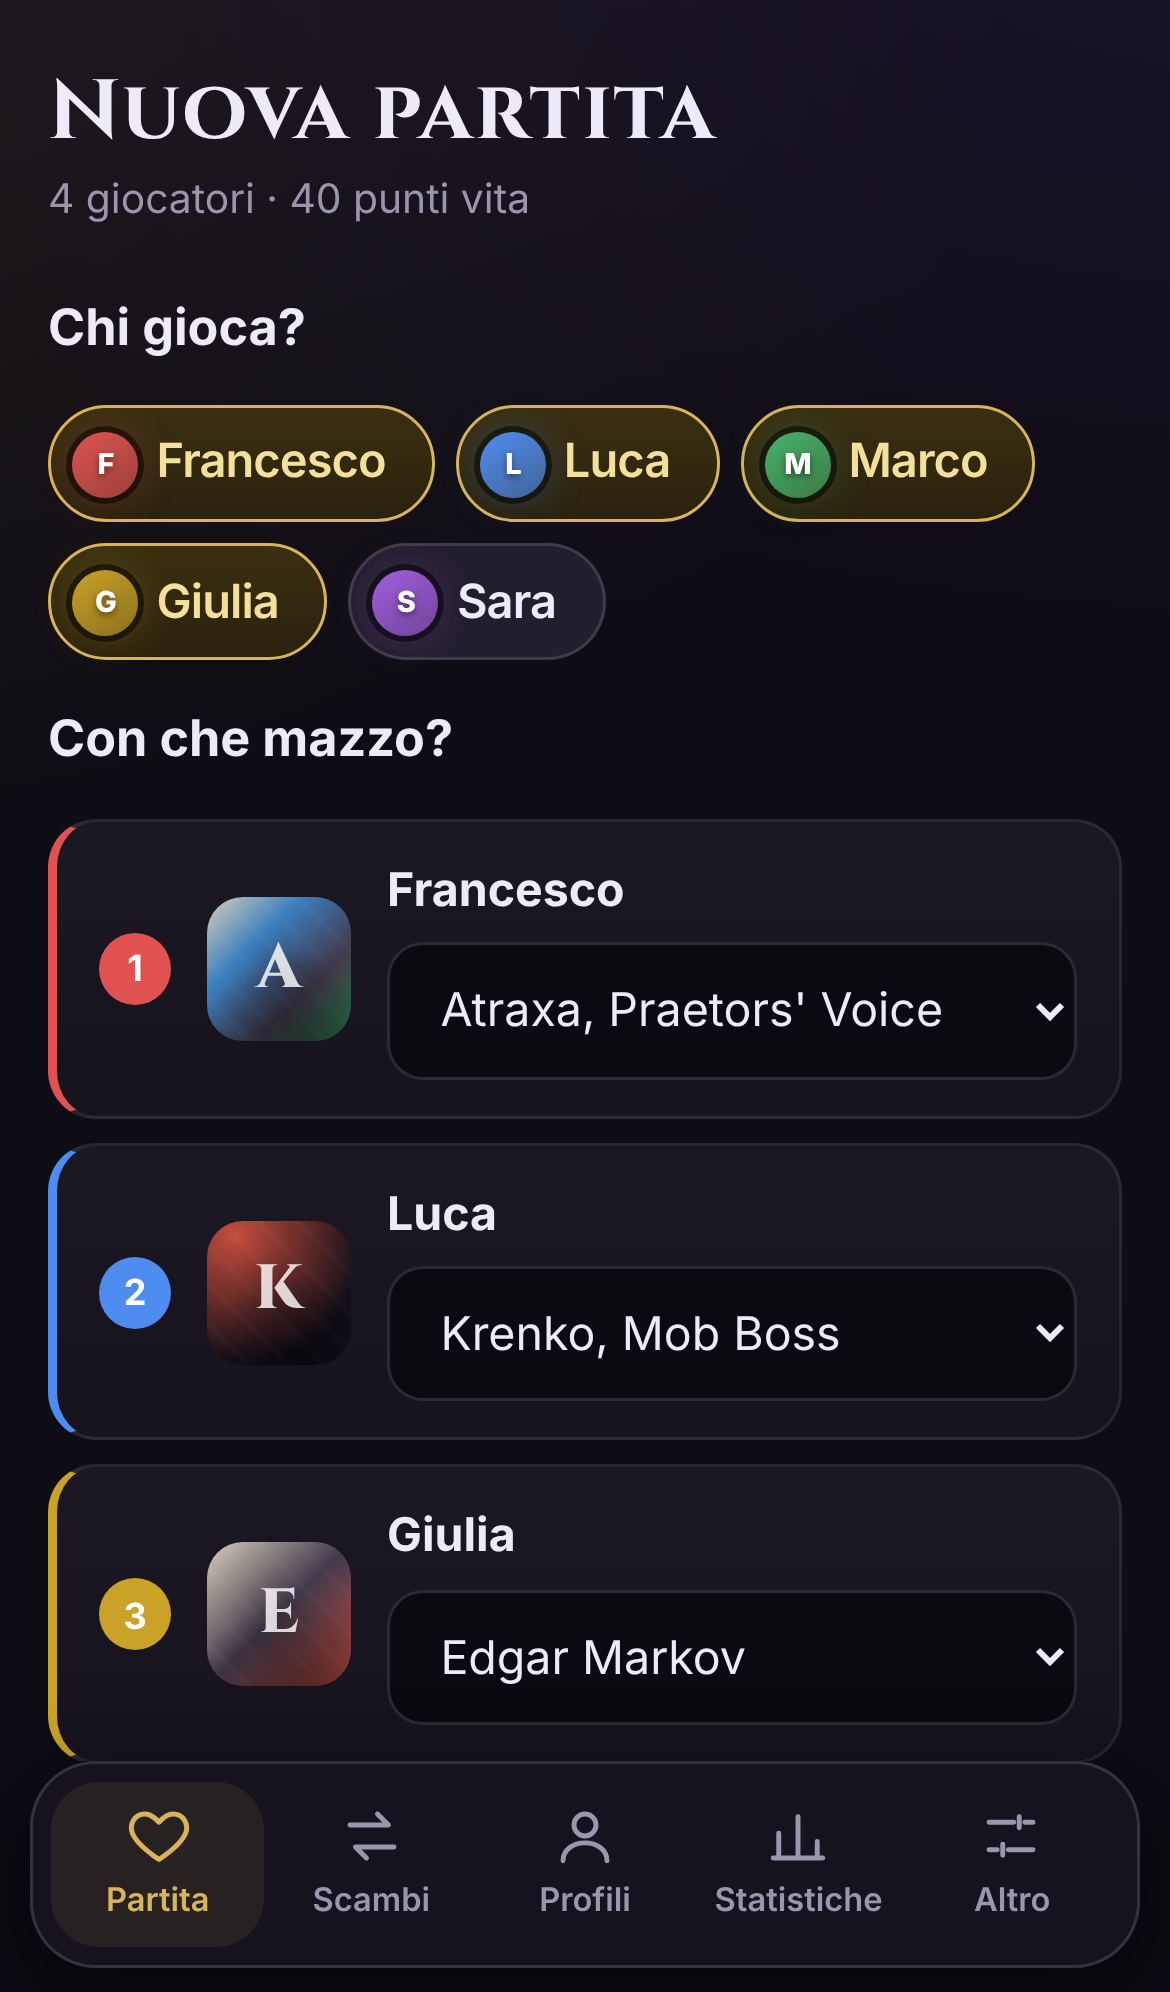 Nuova partita
4 giocatori · 40 punti vita
Chi gioca?
F Francesco L Luca M Marco
G Giulia S Sara
Con che mazzo?
Francesco
1 A Atraxa, Praetors' Voice
Luca
2 K Krenko, Mob Boss
Giulia
3 E Edgar Markov
Partita Scambi Profili Statistiche Altro